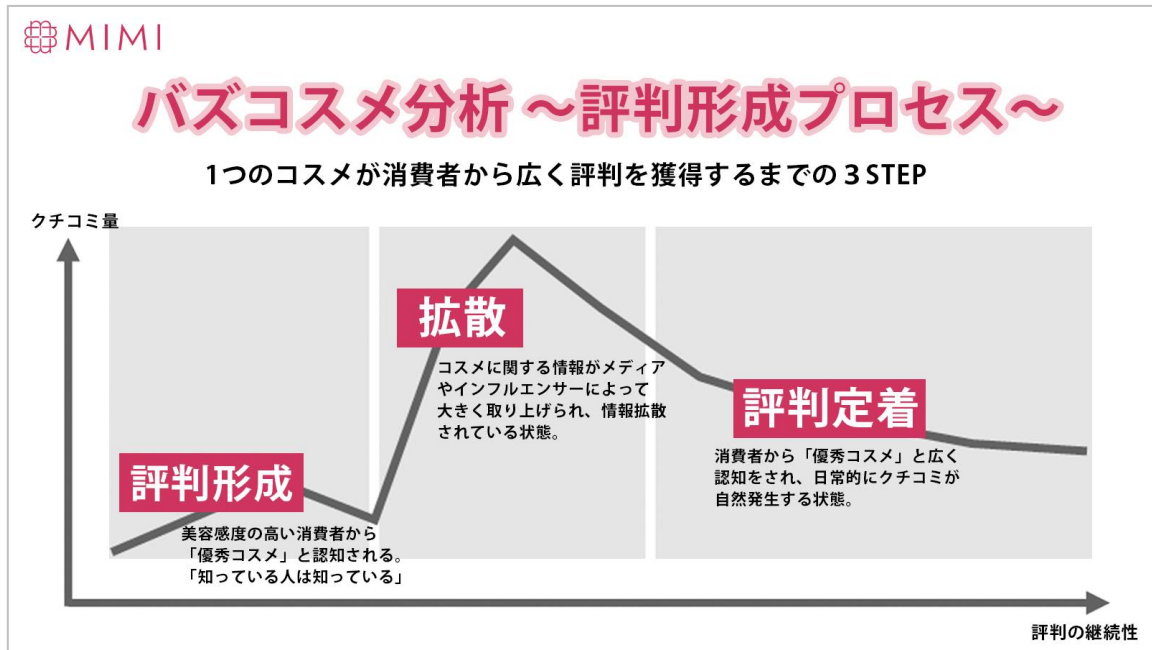 MIMI
バズコスメ分析 ～評判形成プロセス～
1つのコスメが消費者から広く評判を獲得するまでの 3 STEP
クチコミ量
拡散
コスメに関する情報がメディア
やインフルエンサーによって
大きく取り上げられ、情報拡散
されている状態。
評判定着
消費者から「優秀コスメ」と広く
認知をされ、日常的にクチコミが
自然発生する状態。
評判形成
美容感度の高い消費者から
「優秀コスメ」と認知される。
「知っている人は知っている」
評判の継続性